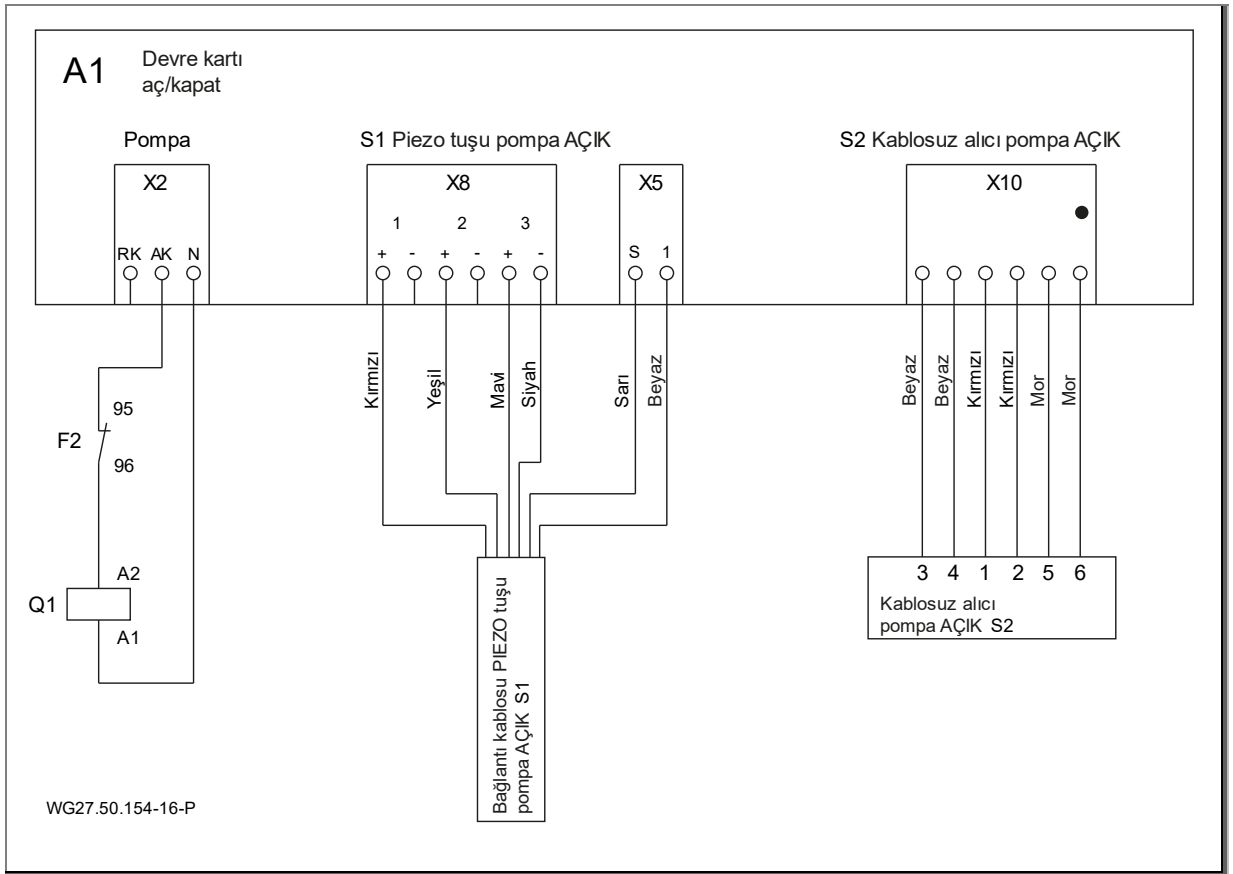 A1
Devre kartı
aç/kapat
Pompa
S1 Piezo tuşu pompa AÇIK
S2 Kablosuz alıcı pompa AÇIK
X2
X8
X5
X10
1 2 3
RK AK N
+ - + - + -
S 1
Kırmızı
Yeşil
Mavi
Siyah
Sarı
Beyaz
Beyaz
Beyaz
Kırmızı
Kırmızı
Mor
Mor
95
F2
96
A2
Q1
A1
Bağlantı kablosu PIEZO tuşu
pompa AÇIK S1
3 4 1 2 5 6
Kablosuz alıcı
pompa AÇIK S2
WG27.50.154-16-P